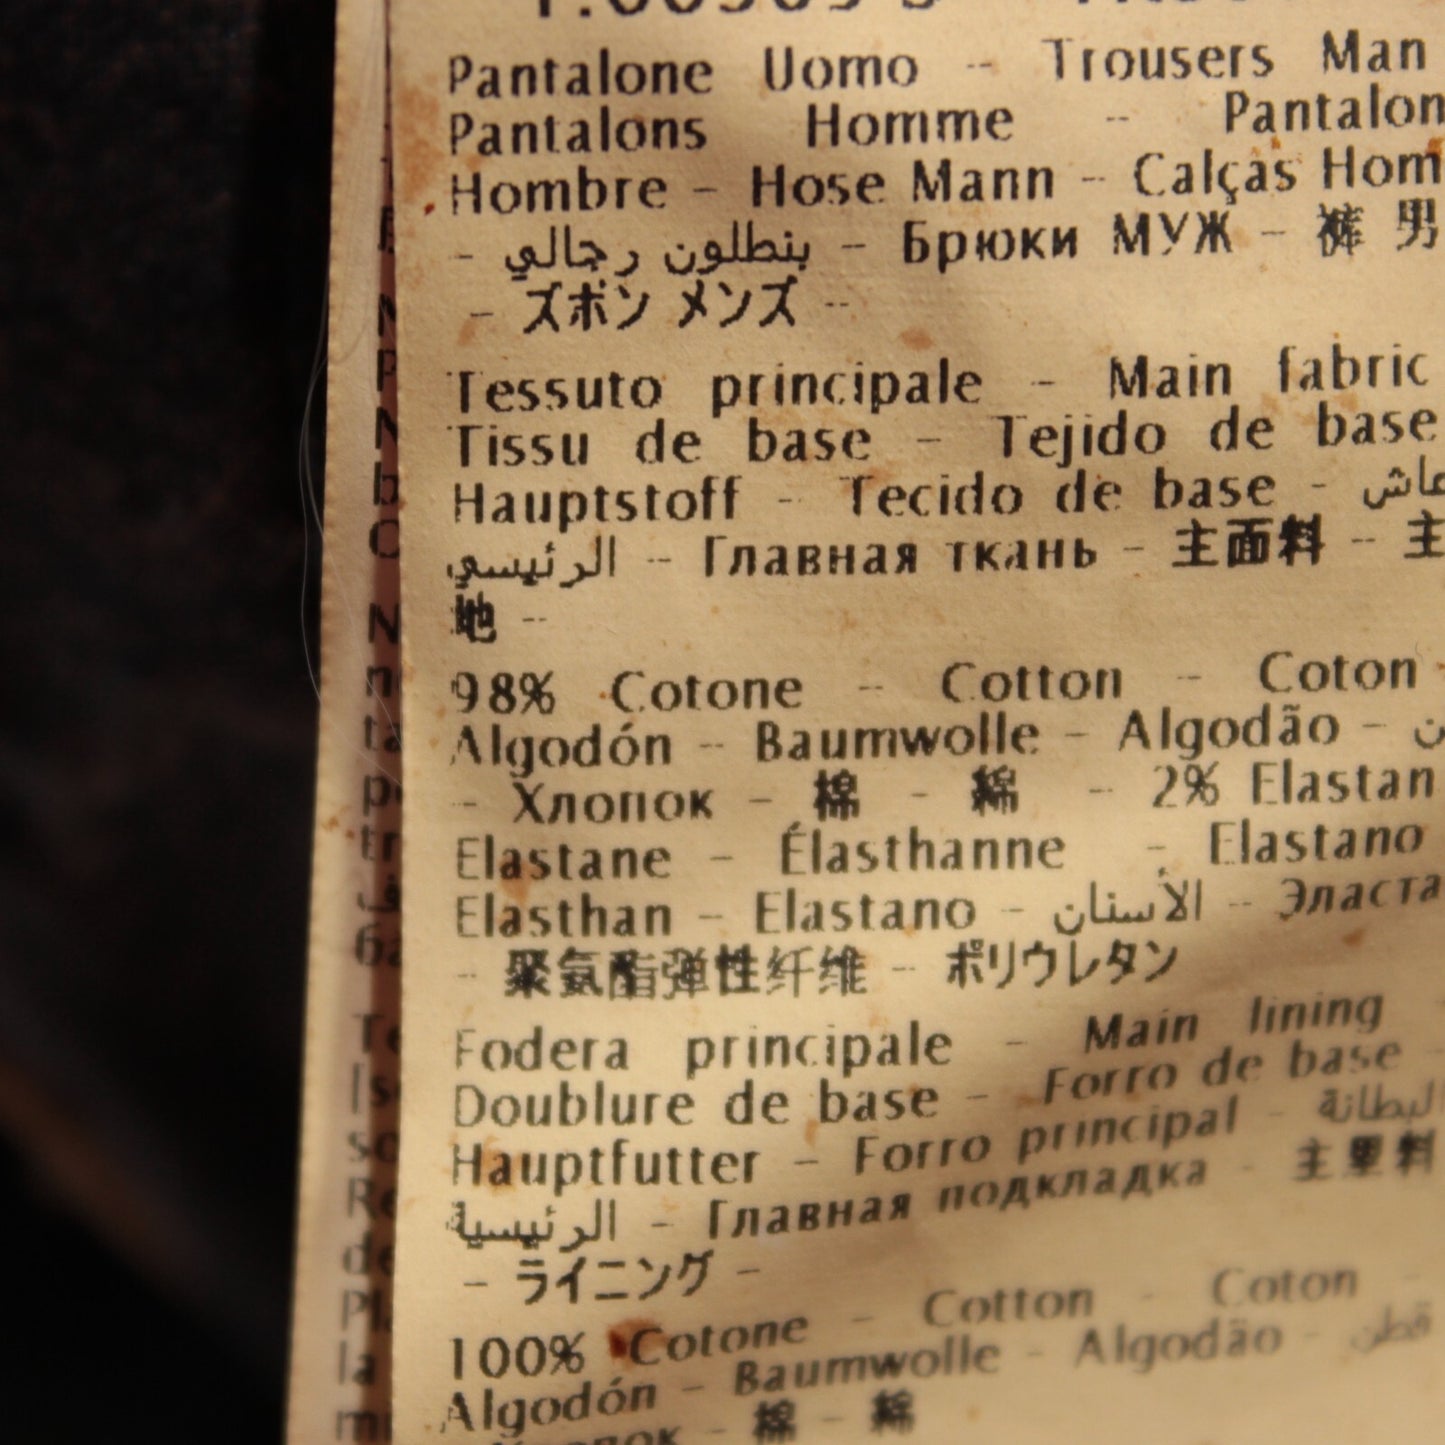 Pantalone Uomo - Trousers Man
Pantalons Homme - Pantalon
Hombre - Hose Mann - Calças Hom
- بنطلون رجالي - Брюки МУЖ - 裤 男
- ズボン メンズ -
Tessuto principale - Main fabric
Tissu de base - Tejido de base
Hauptstoff - Tecido de base -
الرئيسي - Главная ткань - 主面料 - 主
地 -
98% Cotone - Cotton - Coton -
Algodón - Baumwolle - Algodão -
- Хлопок - 棉 - 綿 - 2% Elastan
Elastane - Élasthanne - Elastano
Elasthan - Elastano - الأسنان - Эласта
- 聚氨酯弹性纤维 - ポリウレタン
Fodera principale - Main lining
Doublure de base - Forro de base -
Hauptfutter - Forro principal - لبطانة
الرئيسية - Главная подкладка - 主里料
- ライニング -
100% Cotone - Cotton - Coton -
Algodón - Baumwolle - Algodão - قطن
- 棉 - 綿